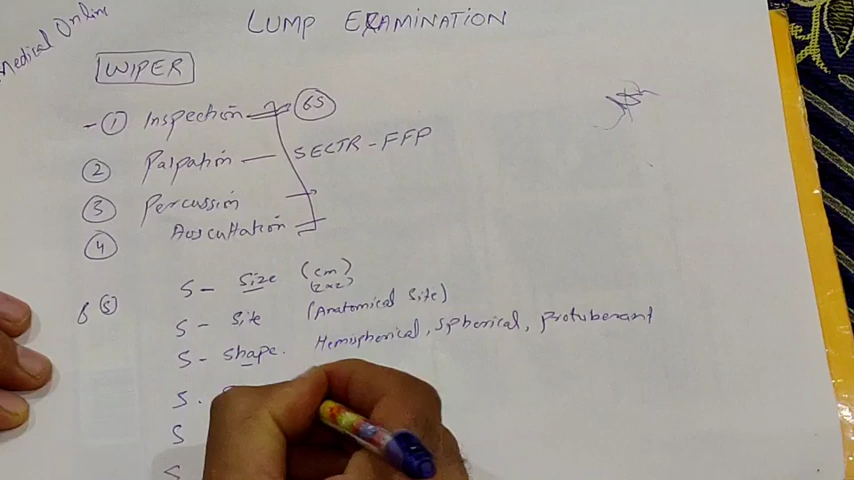 Medical Online
LUMP EXAMINATION
WIPER
- 1 Inspection 6S
2 Palpation — SECTR - FFP
3 Percussion
4 Auscultation
6 S S - Size (cm)
(2x2)
S - Site (Anatomical Site)
S - Shape. Hemispherical, Spherical, Protuberant
S.
S
S